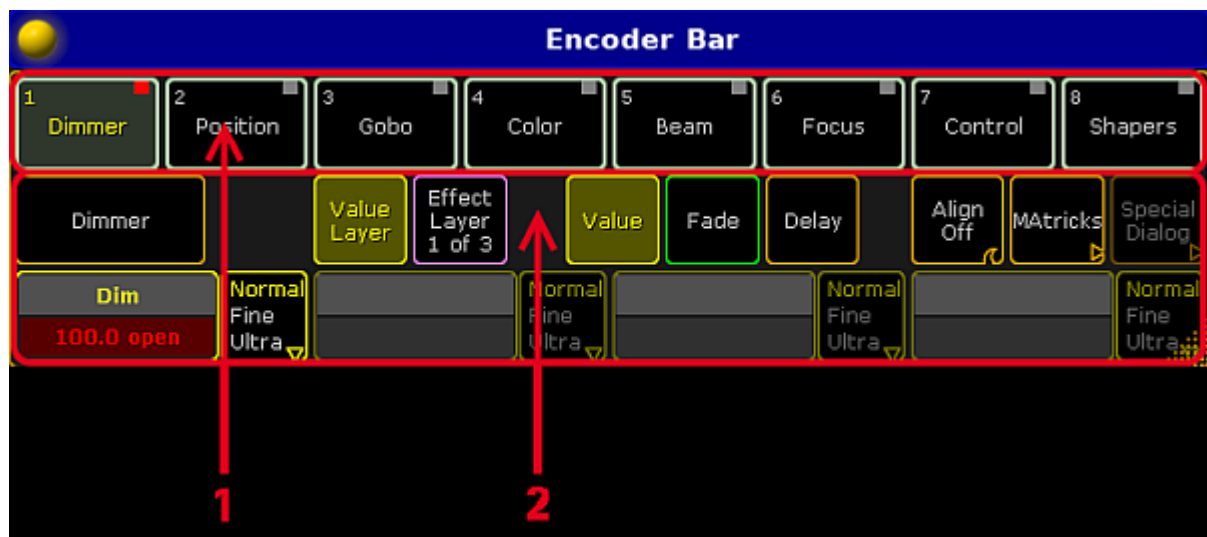 Encoder Bar
1 Dimmer
2 Position
3 Gobo
4 Color
5 Beam
6 Focus
7 Control
8 Shapers
Dimmer
Value
Layer
Effect
Layer
1 of 3
Value
Fade
Delay
Align
Off
MAtricks
Special
Dialog
Dim
100.0 open
Normal
Fine
Ultra
Normal
Fine
Ultra
Normal
Fine
Ultra
Normal
Fine
Ultra
1
2